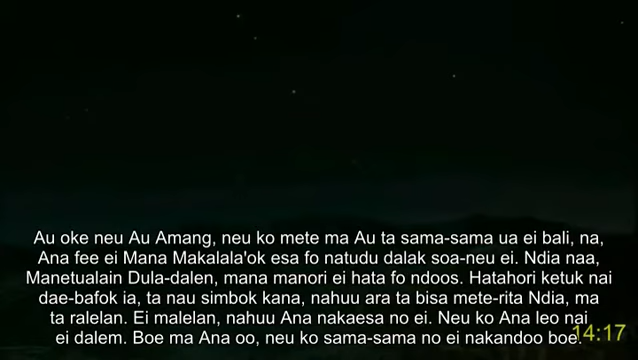 Au oke neu Au Amang, neu ko mete ma Au ta sama-sama ua ei bali, na,
Ana fee ei Mana Makalala'ok esa fo natudu dalak soa-neu ei. Ndia naa,
Manetualain Dula-dalen, mana manori ei hata fo ndoos. Hatahori ketuk nai
dae-bafok ia, ta nau simbok kana, nahuu ara ta bisa mete-rita Ndia, ma
ta ralelan. Ei malelan, nahuu Ana nakaesa no ei. Neu ko Ana leo nai
ei dalem. Boe ma Ana oo, neu ko sama-sama no ei nakandoo boe.
14:17